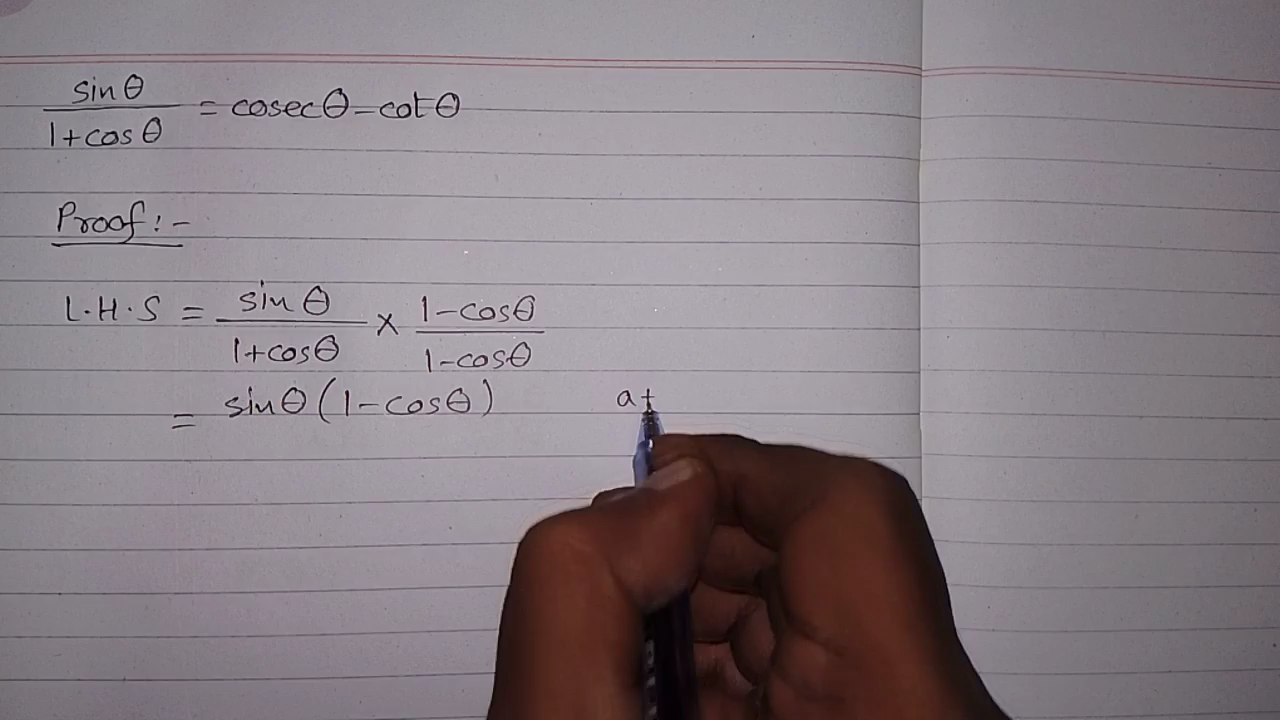 sinθ/1+cosθ = cosecθ-cotθ
Proof:-
L.H.S = sinθ/1+cosθ × 1-cosθ/1-cosθ
= sinθ(1-cosθ) a+